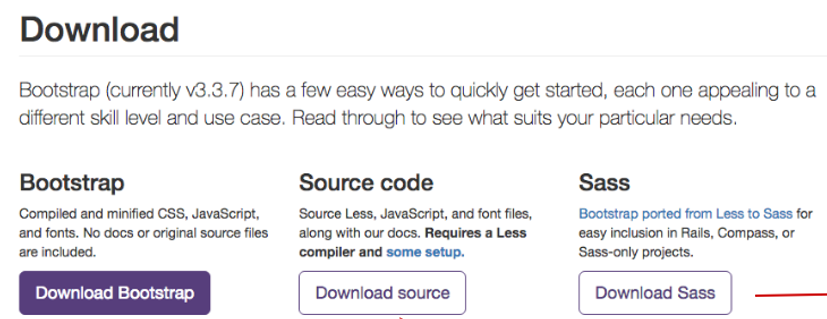 Download
Bootstrap (currently v3.3.7) has a few easy ways to quickly get started, each one appealing to a
different skill level and use case. Read through to see what suits your particular needs.
Bootstrap
Compiled and minified CSS, JavaScript,
and fonts. No docs or original source files
are included.
Download Bootstrap
Source code
Source Less, JavaScript, and font files,
along with our docs. Requires a Less
compiler and some setup.
Download source
Sass
Bootstrap ported from Less to Sass for
easy inclusion in Rails, Compass, or
Sass-only projects.
Download Sass